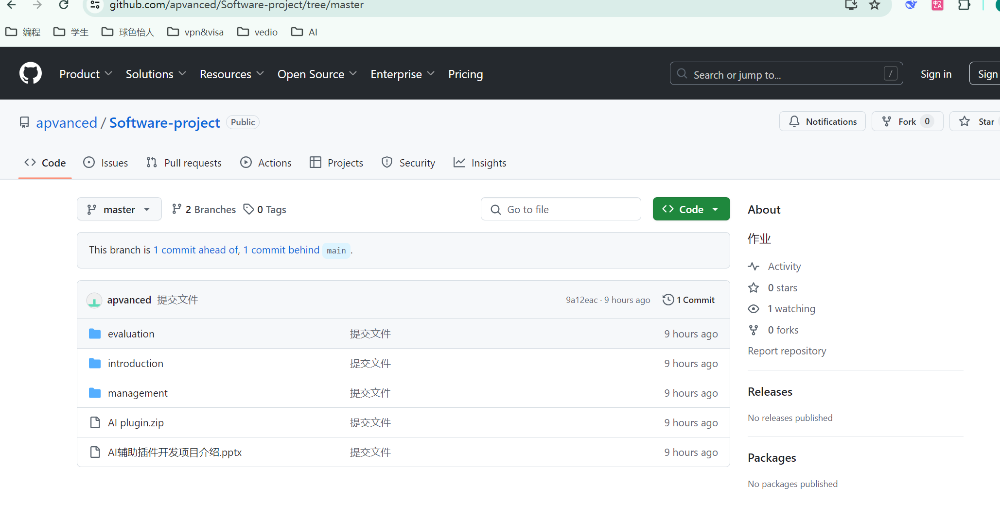 github.com/apvanced/Software-project/tree/master
编程 学生 球色怡人 vpn&visa vedio AI
Product Solutions Resources Open Source Enterprise Pricing Search or jump to... / Sign in Sign
apvanced / Software-project Public Notifications Fork 0 Star
Code Issues Pull requests Actions Projects Security Insights
master 2 Branches 0 Tags Go to file Code
This branch is 1 commit ahead of, 1 commit behind main .
apvanced 提交文件 9a12eac · 9 hours ago 1 Commit
evaluation 提交文件 9 hours ago
introduction 提交文件 9 hours ago
management 提交文件 9 hours ago
AI plugin.zip 提交文件 9 hours ago
AI辅助插件开发项目介绍.pptx 提交文件 9 hours ago
About
作业
Activity
0 stars
1 watching
0 forks
Report repository
Releases
No releases published
Packages
No packages published